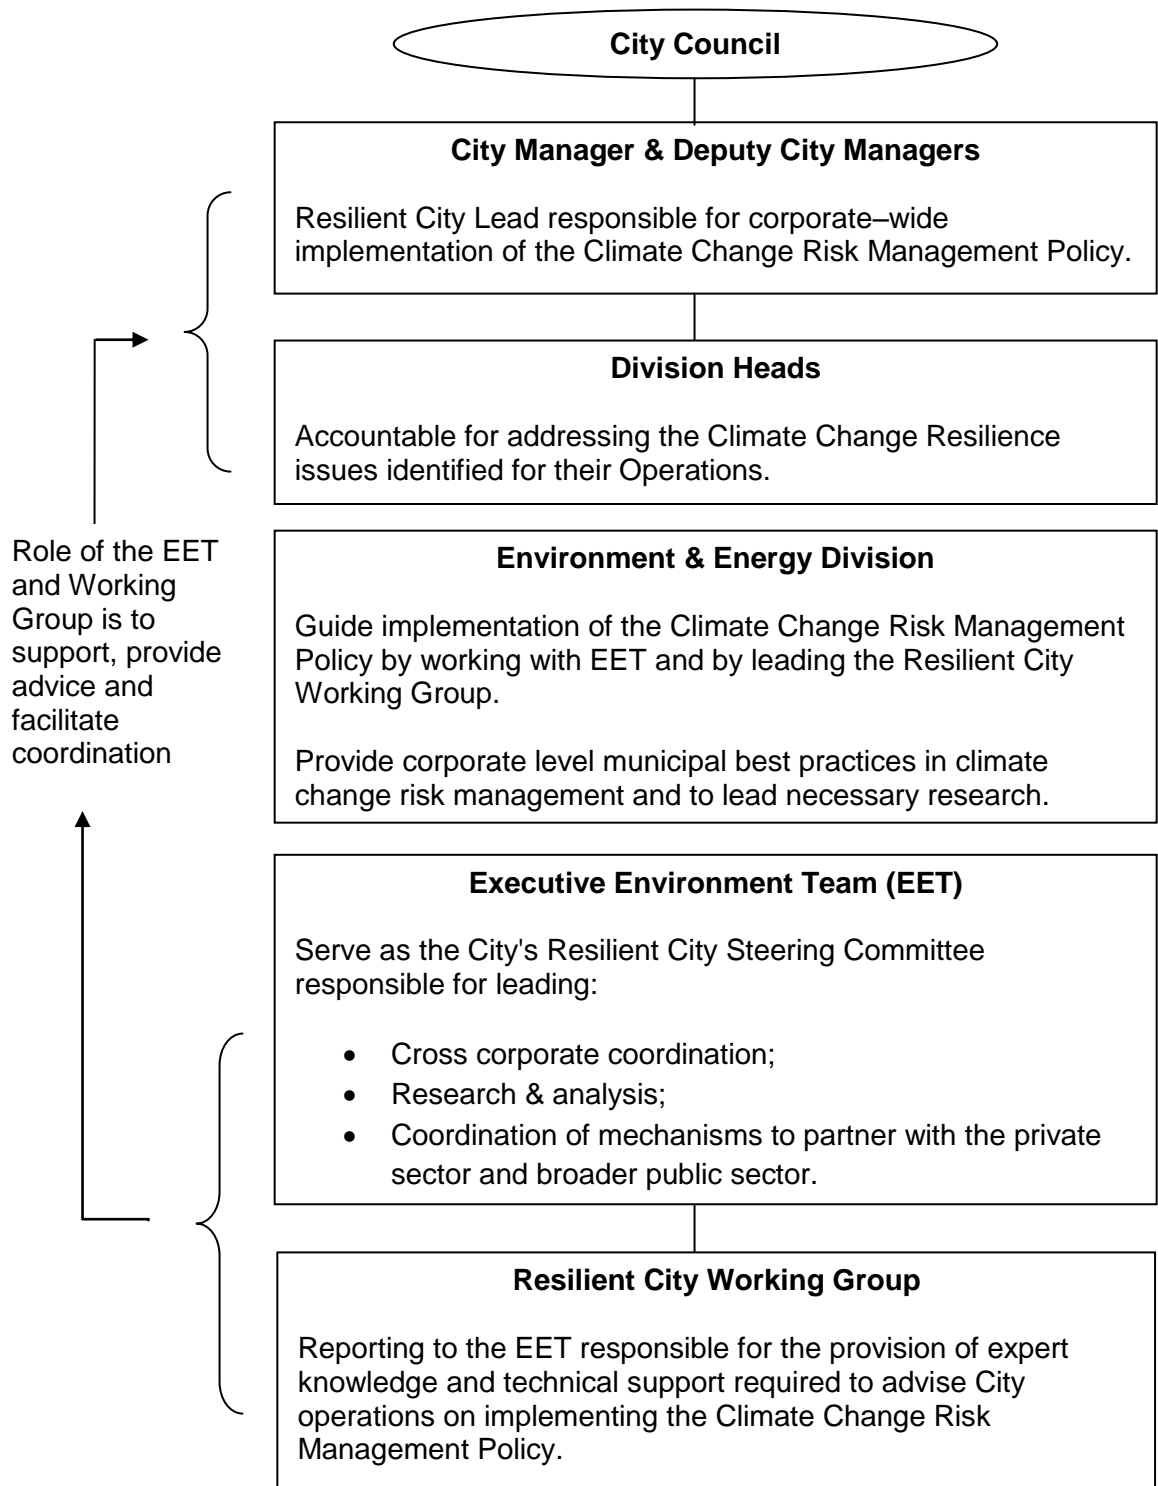 City Council
City Manager & Deputy City Managers
Resilient City Lead responsible for corporate–wide
implementation of the Climate Change Risk Management Policy.
Division Heads
Accountable for addressing the Climate Change Resilience
issues identified for their Operations.
Role of the EET
and Working
Group is to
support, provide
advice and
facilitate
coordination
Environment & Energy Division
Guide implementation of the Climate Change Risk Management
Policy by working with EET and by leading the Resilient City
Working Group.
Provide corporate level municipal best practices in climate
change risk management and to lead necessary research.
Executive Environment Team (EET)
Serve as the City's Resilient City Steering Committee
responsible for leading:
• Cross corporate coordination;
• Research & analysis;
• Coordination of mechanisms to partner with the private
sector and broader public sector.
Resilient City Working Group
Reporting to the EET responsible for the provision of expert
knowledge and technical support required to advise City
operations on implementing the Climate Change Risk
Management Policy.